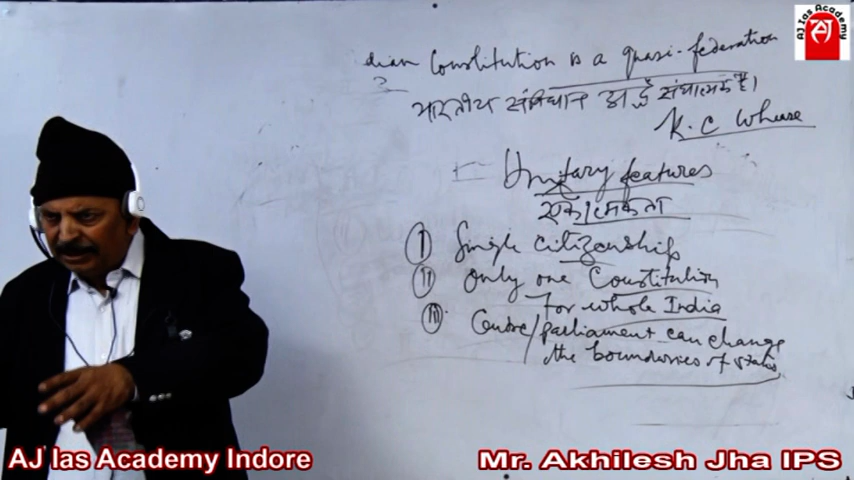 dian Constitution is a quasi-federation
भारतीय संविधान संघात्मक है।
K.C Wheare
Unitary features
एकात्मकता
I Single citizenship
II Only one Constitution
For whole India
III Centre/parliament can change
the boundaries of states
AJ Ias Academy
AJ Ias Academy Indore
Mr. Akhilesh Jha IPS